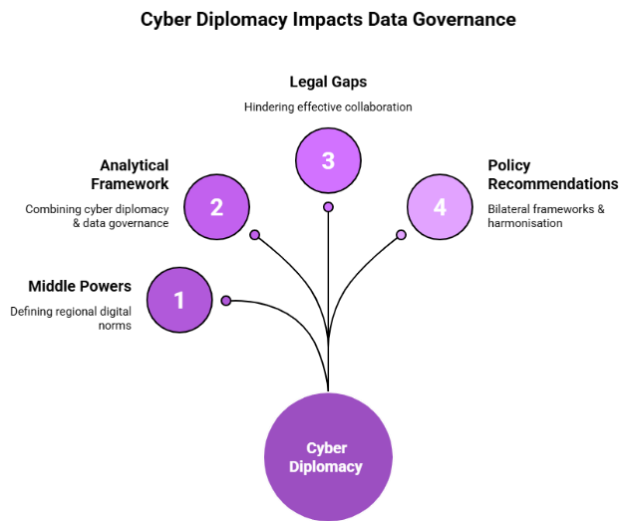 Cyber Diplomacy Impacts Data Governance
Legal Gaps
Hindering effective collaboration
3
Analytical
Framework
Combining cyber diplomacy
& data governance
2
Policy
Recommendations
Bilateral frameworks &
harmonisation
4
Middle Powers
Defining regional digital
norms
1
Cyber
Diplomacy